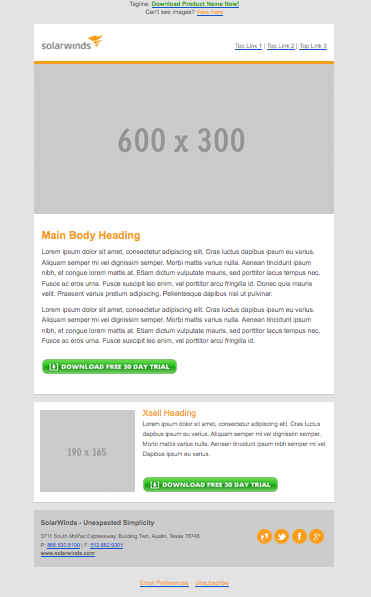 Tagline. Download Product Name Now!
Can't see images? View here
solarwinds
Top Link 1 | Top Link 2 | Top Link 3
600 x 300
Main Body Heading
Lorem ipsum dolor sit amet, consectetur adipiscing elit. Cras luctus dapibus ipsum eu varius.
Aliquam semper mi vel dignissim semper. Morbi mattis varius nulla. Aenean tincidunt ipsum
nibh, et congue lorem mattis at. Etiam dictum vulputate mauris, sed porttitor lacus tempus nec.
Fusce ac eros urna. Fusce suscipit leo enim, vel porttitor arcu fringilla id. Donec quis mauris
velit. Praesent varius pretium adipiscing. Pellentesque dapibus nisl ut pulvinar.
Lorem ipsum dolor sit amet, consectetur adipiscing elit. Cras luctus dapibus ipsum eu varius.
Aliquam semper mi vel dignissim semper. Morbi mattis varius nulla. Aenean tincidunt ipsum
nibh, et congue lorem mattis at. Etiam dictum vulputate mauris, sed porttitor lacus tempus nec.
Fusce ac eros urna. Fusce suscipit leo enim, vel porttitor arcu fringilla id.
DOWNLOAD FREE 30 DAY TRIAL
190 x 165
Xsell Heading
Lorem ipsum dolor sit amet, consectetur adipiscing elit. Cras luctus
dapibus ipsum eu varius. Aliquam semper mi vel dignissim semper.
Morbi mattis varius nulla. Lorem ipsum dolor sit amet, elit. Cras luctus
Dapibus ipsum eu varius.
DOWNLOAD FREE 30 DAY TRIAL
SolarWinds - Unexpected Simplicity
3711 South MoPac Expressway, Building Two, Austin, Texas 78746
P: 866.530.8100 | F: 512.682.9301
www.solarwinds.com
Email Preferences Unsubscribe